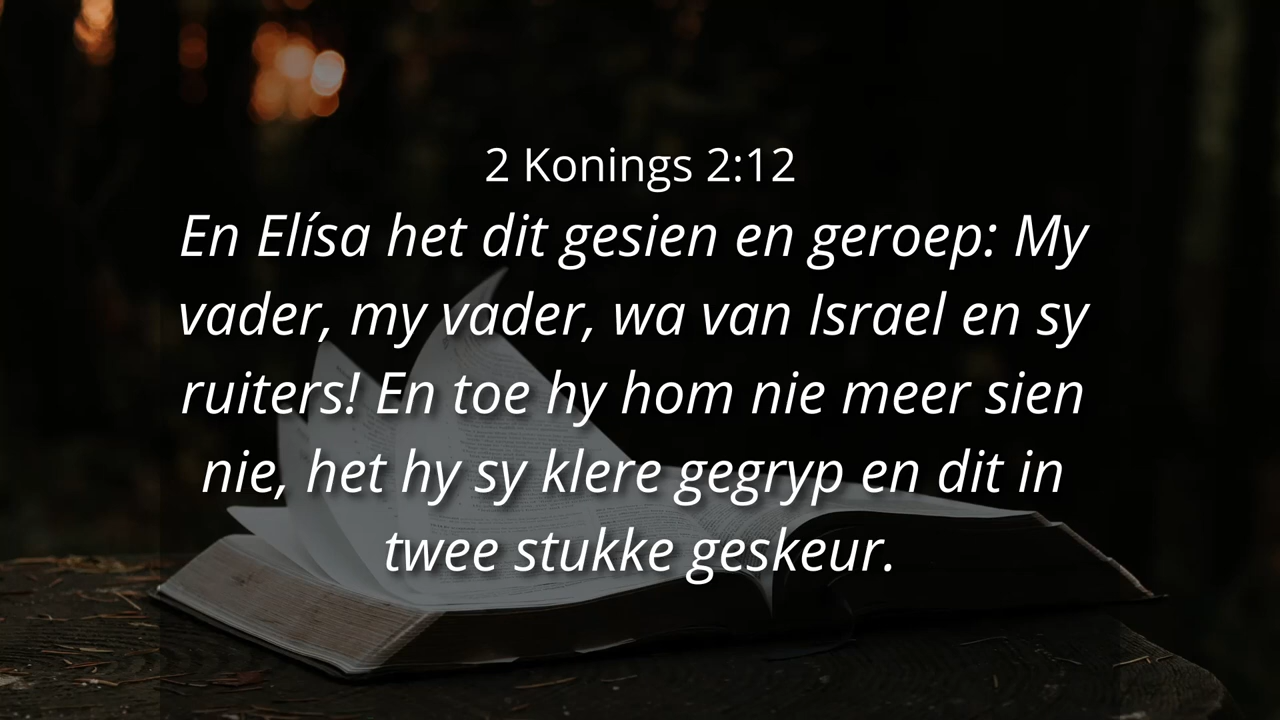 2 Konings 2:12
En Elísa het dit gesien en geroep: My
vader, my vader, wa van Israel en sy
ruiters! En toe hy hom nie meer sien
nie, het hy sy klere gegryp en dit in
twee stukke geskeur.